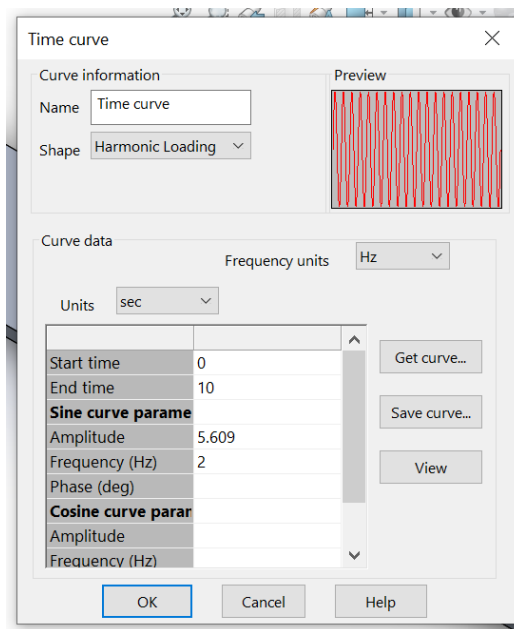 Time curve
Curve information
Preview
Name Time curve
Shape Harmonic Loading
Curve data
Frequency units Hz
Units sec
Start time 0
End time 10
Get curve...
Sine curve parame
Amplitude 5.609
Save curve...
Frequency (Hz) 2
Phase (deg)
View
Cosine curve parar
Amplitude
Frequency (Hz)
OK Cancel Help